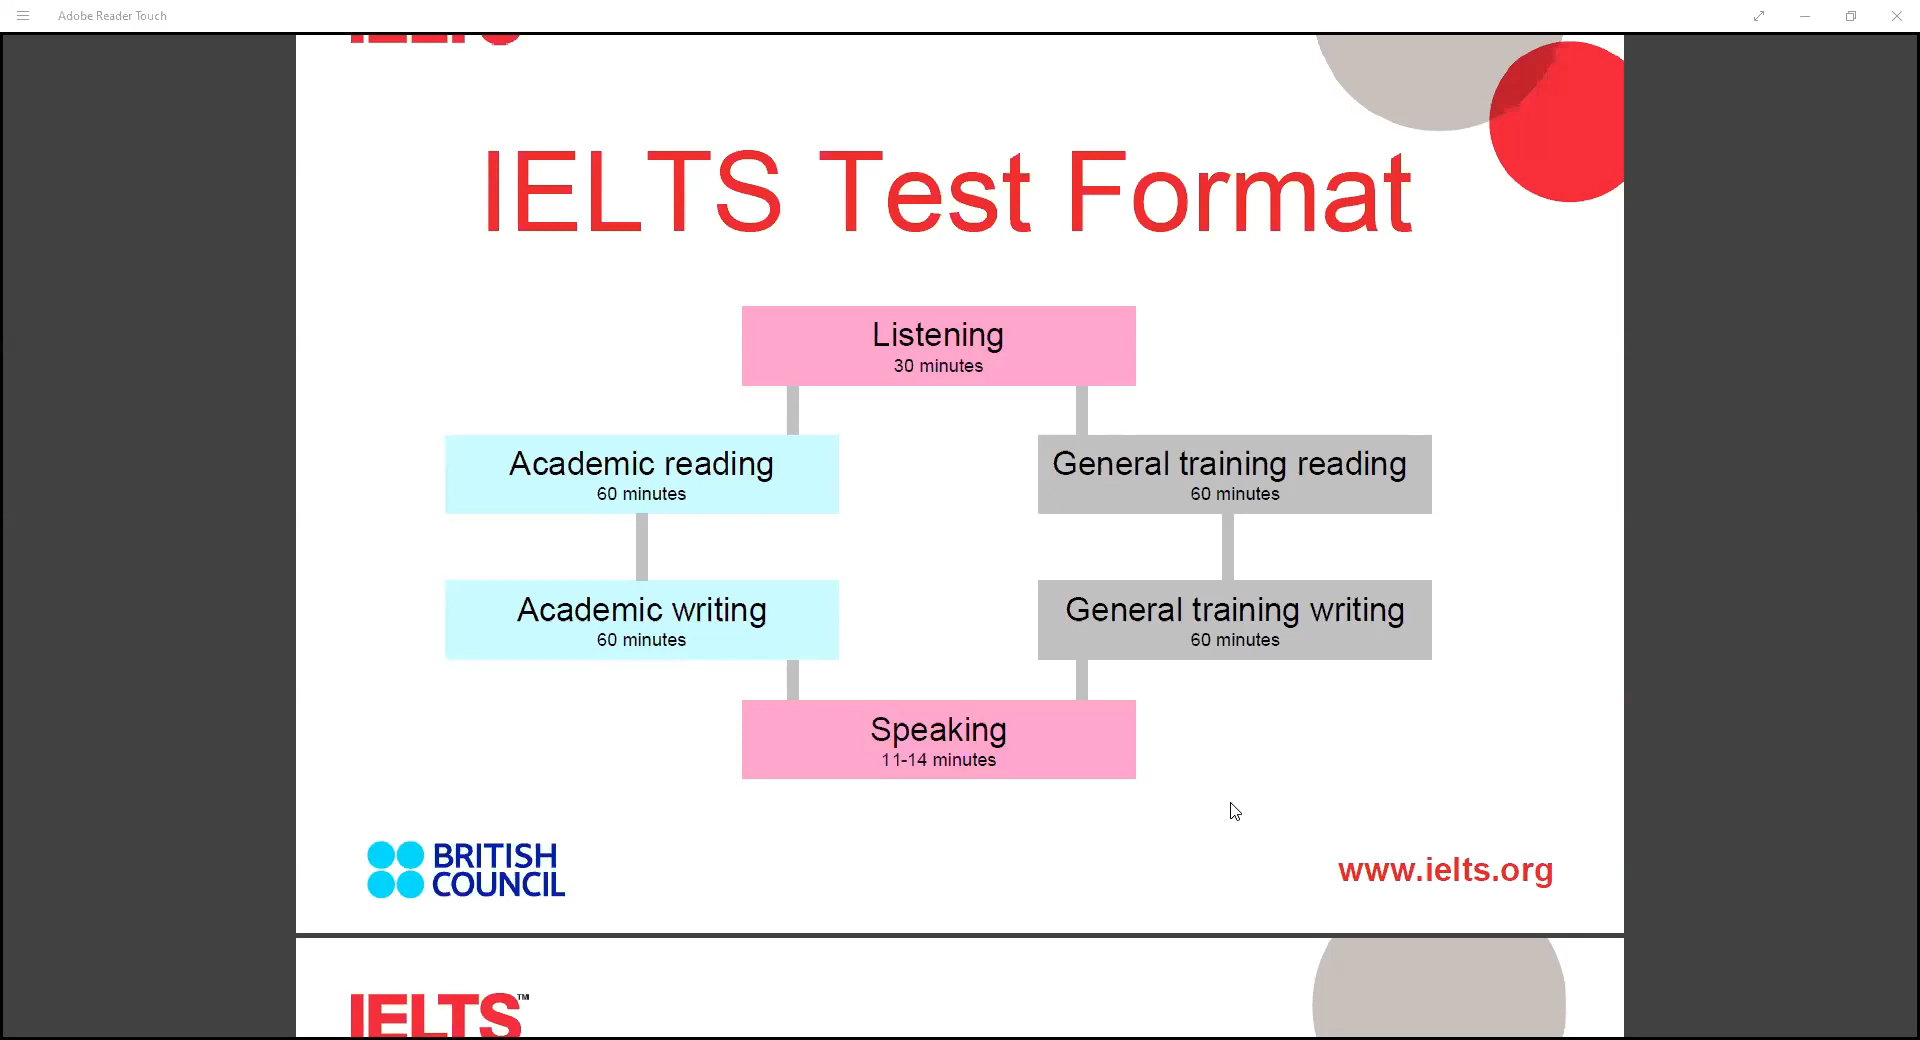 Adobe Reader Touch
IELTS
IELTS Test Format
Listening
30 minutes
Academic reading
60 minutes
General training reading
60 minutes
Academic writing
60 minutes
General training writing
60 minutes
Speaking
11-14 minutes
BRITISH
COUNCIL
www.ielts.org
IELTS™